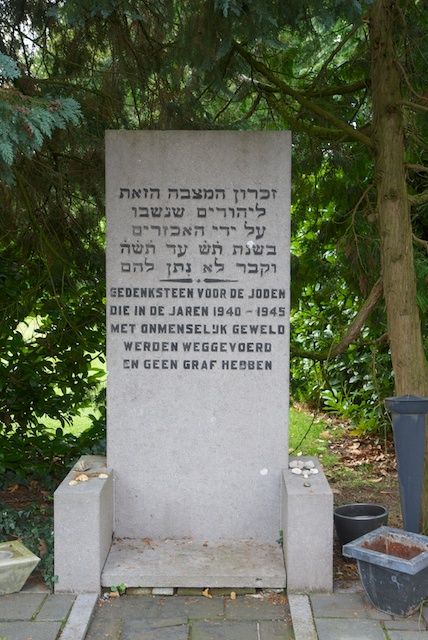 זכרון המצבה הזאת
ליהודים שנשבו
על ידי האכזרים
בשנת תש֗ עד תש֗ה֗
וקבר לא נתן להם
GEDENKSTEEN VOOR DE JODEN
DIE IN DE JAREN 1940 - 1945
MET ONMENSELIJK GEWELD
WERDEN WEGGEVOERD
EN GEEN GRAF HEBBEN